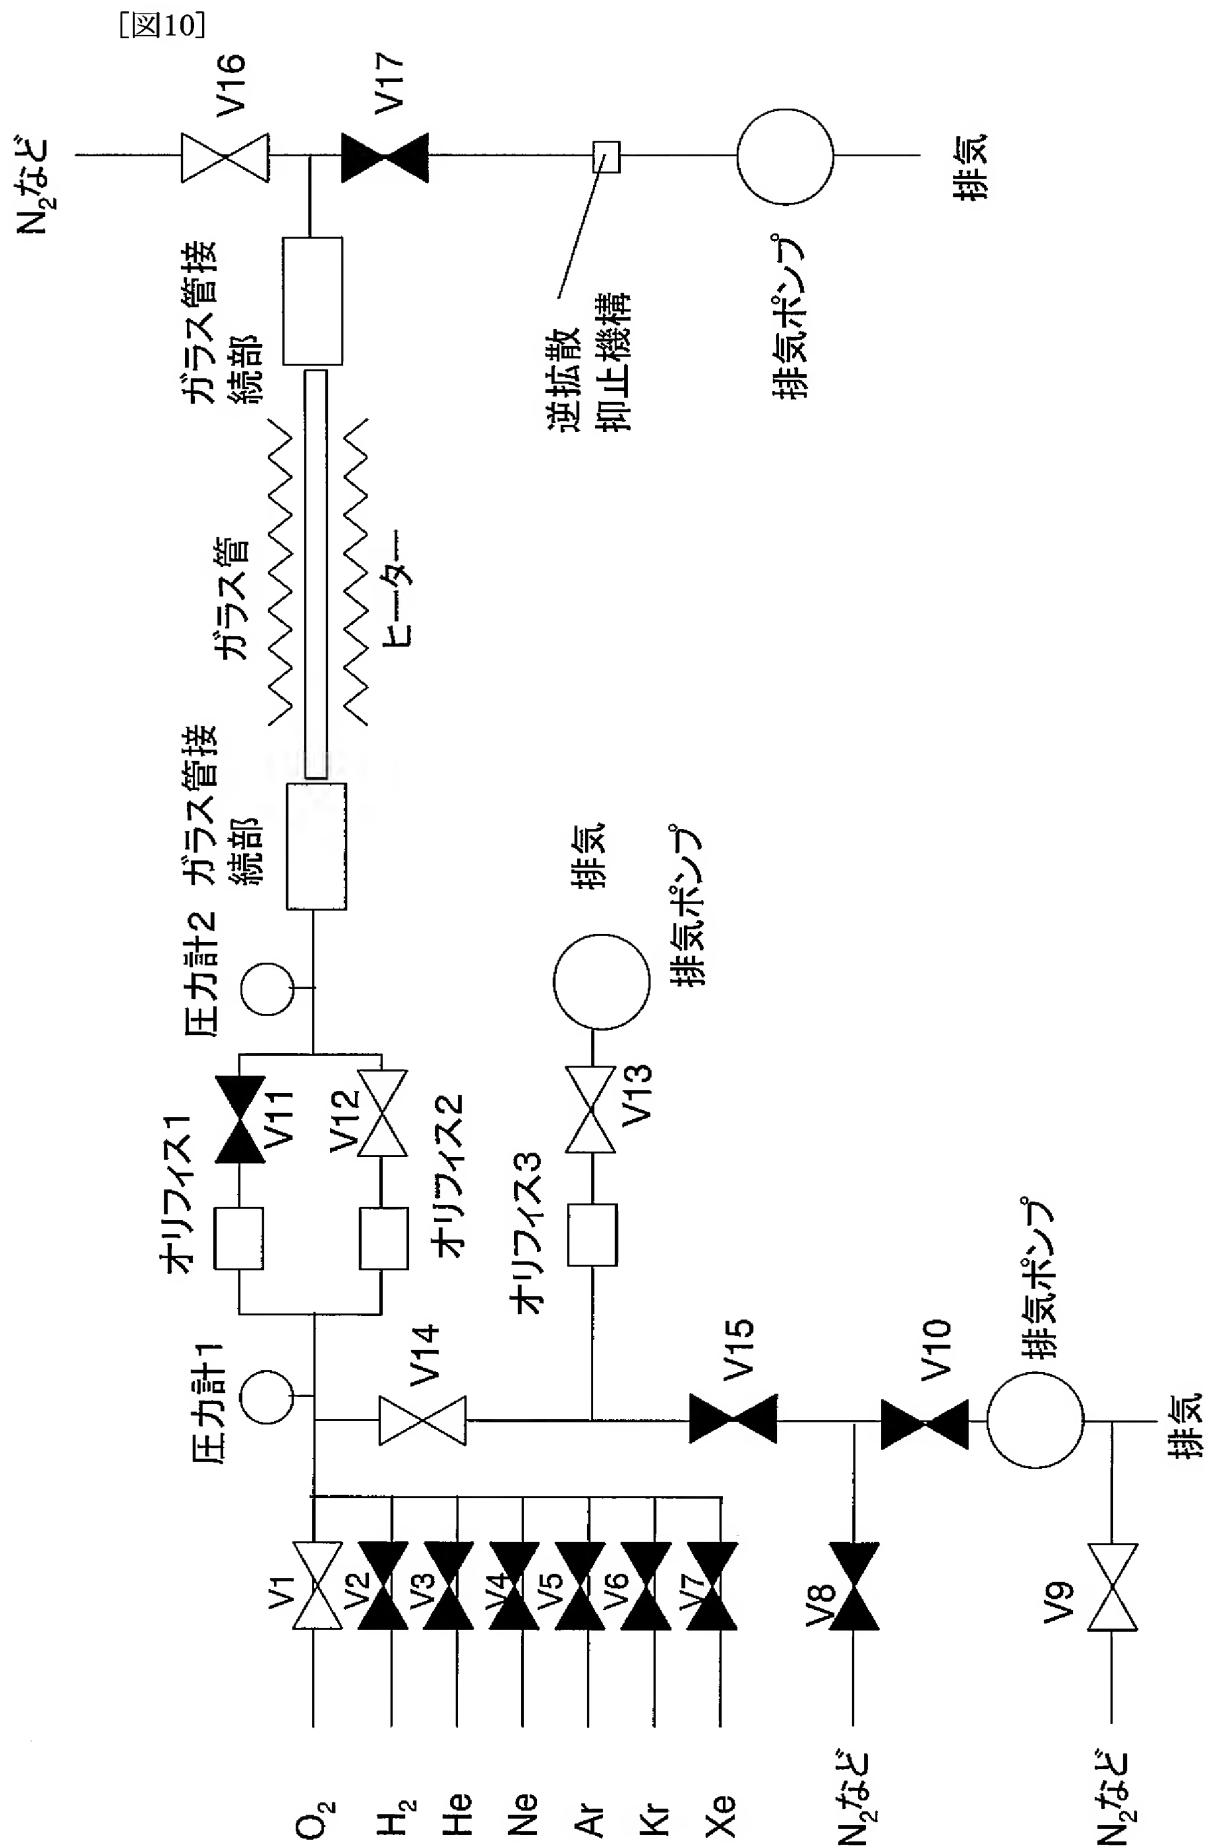 [図10]
N2など
V16
V17
排気
ガラス管接
続部
逆拡散
抑止機構
排気ポンプ
ガラス管
ヒーター
ガラス管接
続部
圧力計2
排気
排気ポンプ
オリフィス1
V11
V12
オリフィス2
オリフィス3
V13
圧力計1
V14
V15
V10
排気ポンプ
排気
V1
V2
V3
V4
V5
V6
V7
V8
V9
O2
H2
He
Ne
Ar
Kr
Xe
N2など
N2など